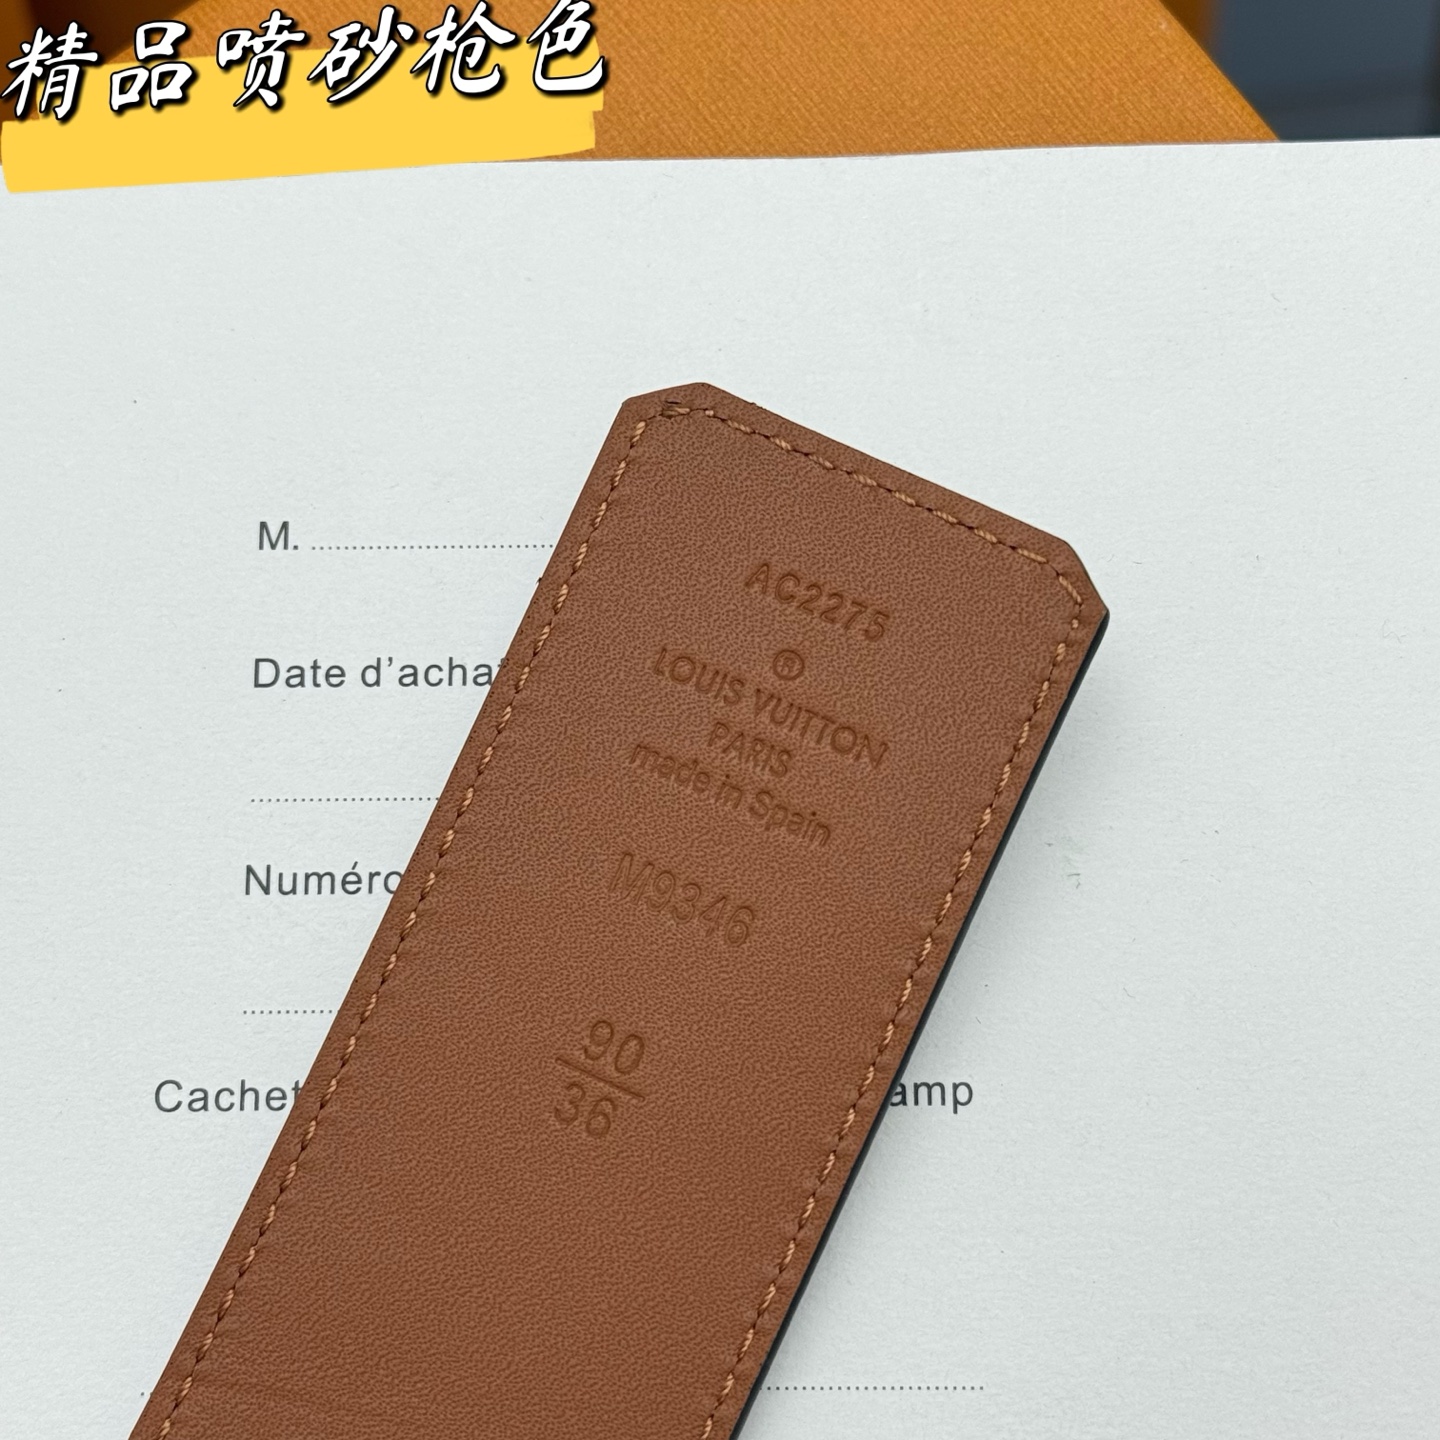 精品喷砂枪色
M.
Date d’acha
Numéro
Cachet
amp
AC2275
®
LOUIS VUITTON
PARIS
made in Spain
M9346
90
36